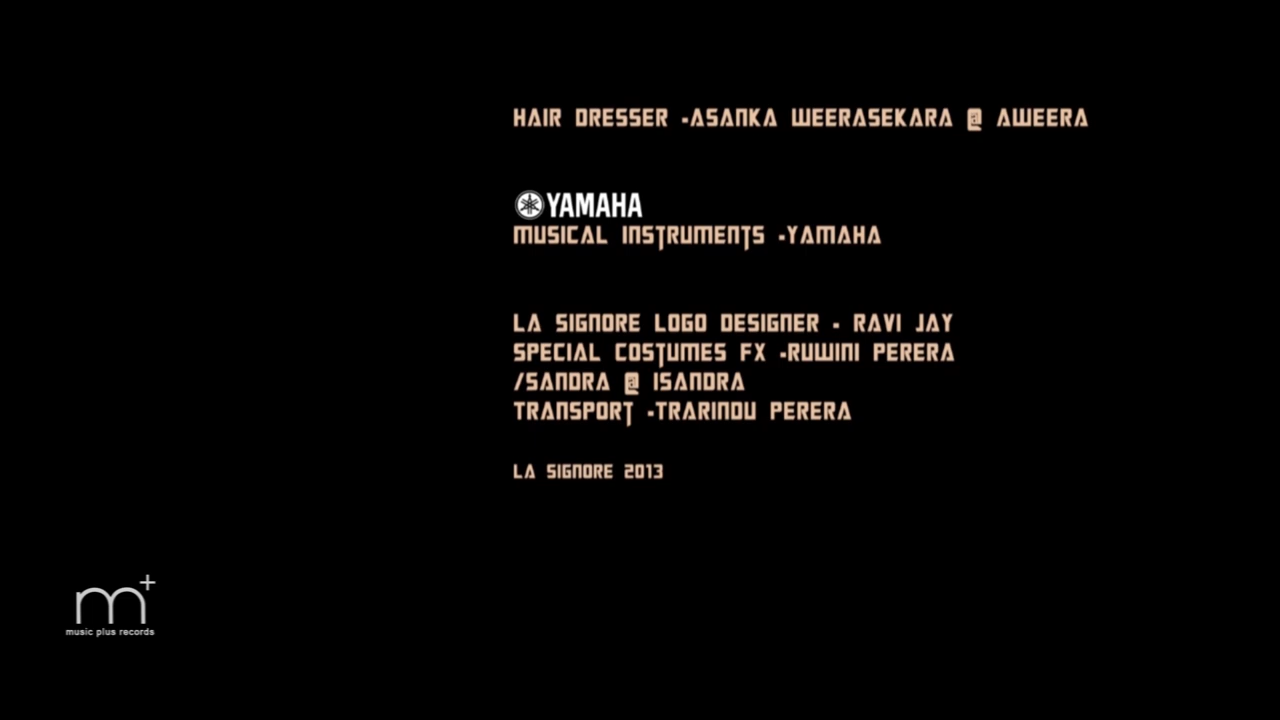 HAIR DRESSER -ASANKA WEERASEKARA @ AWEERA
YAMAHA
MUSICAL INSTRUMENTS -YAMAHA
LA SIGNORE LOGO DESIGNER - RAVI JAY
SPECIAL COSTUMES FX -RUWINI PERERA
/SANDRA @ ISANDRA
TRANSPORT -TRARINDU PERERA
LA SIGNORE 2013
m+
music plus records